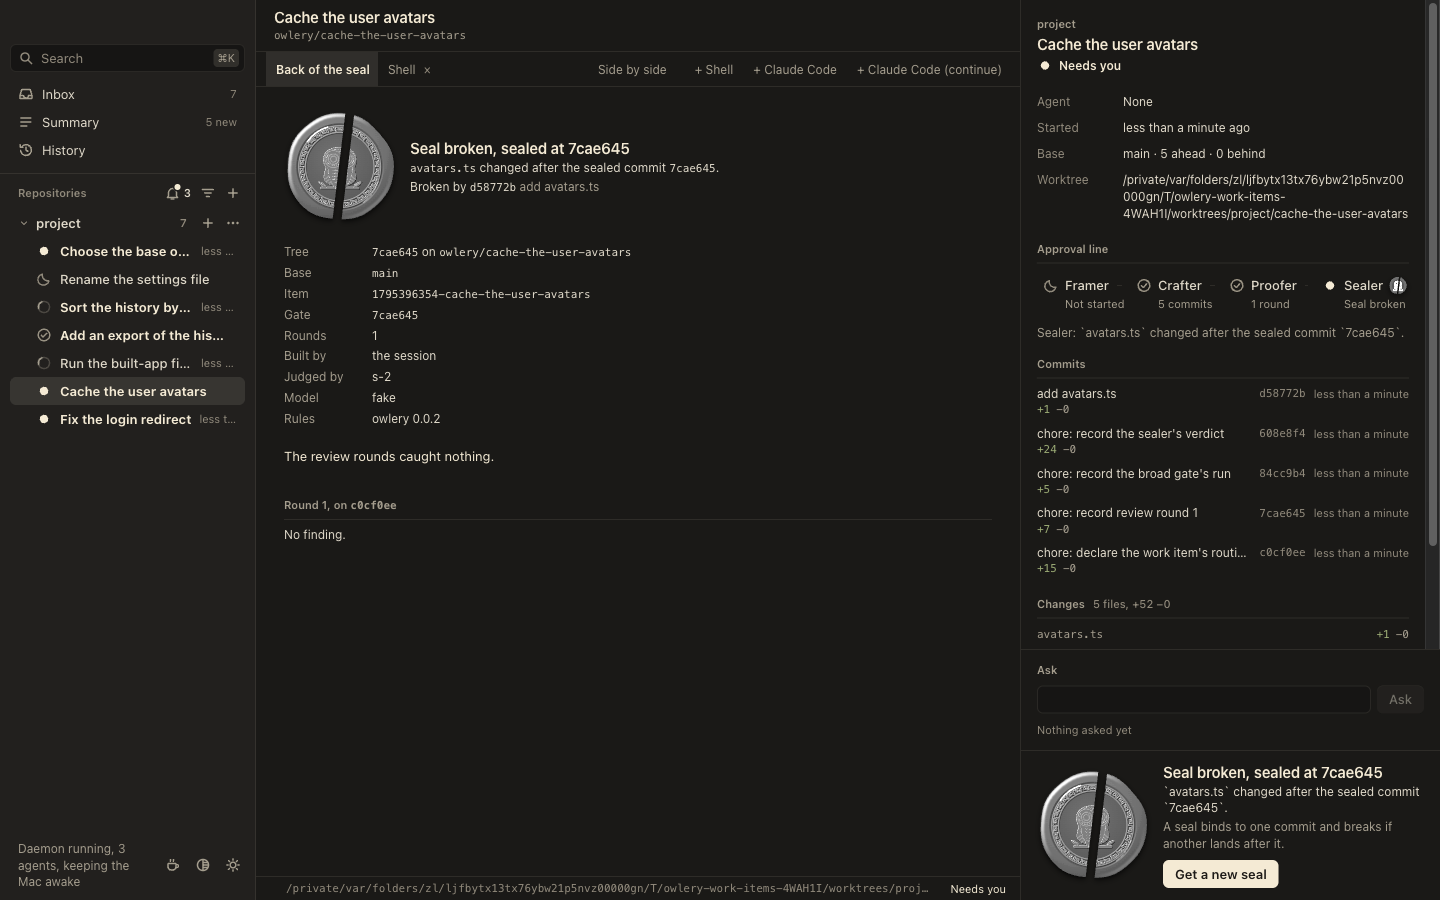 Search ⌘K
Inbox 7
Summary 5 new
History
Repositories 3
project 7
Choose the base o... less ...
Rename the settings file
Sort the history by... less ...
Add an export of the his...
Run the built-app fi... less ...
Cache the user avatars
Fix the login redirect less t...
Daemon running, 3
agents, keeping the
Mac awake
Cache the user avatars
owlery/cache-the-user-avatars
Back of the seal Shell × Side by side + Shell + Claude Code + Claude Code (continue)
Seal broken, sealed at 7cae645
avatars.ts changed after the sealed commit 7cae645.
Broken by d58772b add avatars.ts
Tree 7cae645 on owlery/cache-the-user-avatars
Base main
Item 1795396354-cache-the-user-avatars
Gate 7cae645
Rounds 1
Built by the session
Judged by s-2
Model fake
Rules owlery 0.0.2
The review rounds caught nothing.
Round 1, on c0cf0ee
No finding.
/private/var/folders/zl/ljfbytx13tx76ybw21p5nvz00000gn/T/owlery-work-items-4WAH1I/worktrees/proj… Needs you
project
Cache the user avatars
Needs you
Agent None
Started less than a minute ago
Base main · 5 ahead · 0 behind
Worktree /private/var/folders/zl/ljfbytx13tx76ybw21p5nvz00
000gn/T/owlery-work-items-
4WAH1I/worktrees/project/cache-the-user-avatars
Approval line
Framer Crafter Proofer Sealer
Not started 5 commits 1 round Seal broken
Sealer: `avatars.ts` changed after the sealed commit `7cae645`.
Commits
add avatars.ts d58772b less than a minute
+1 −0
chore: record the sealer's verdict 608e8f4 less than a minute
+24 −0
chore: record the broad gate's run 84cc9b4 less than a minute
+5 −0
chore: record review round 1 7cae645 less than a minute
+7 −0
chore: declare the work item's routi... c0cf0ee less than a minute
+15 −0
Changes 5 files, +52 −0
avatars.ts +1 −0
Ask
Ask
Nothing asked yet
Seal broken, sealed at 7cae645
`avatars.ts` changed after the sealed commit
`7cae645`.
A seal binds to one commit and breaks if
another lands after it.
Get a new seal